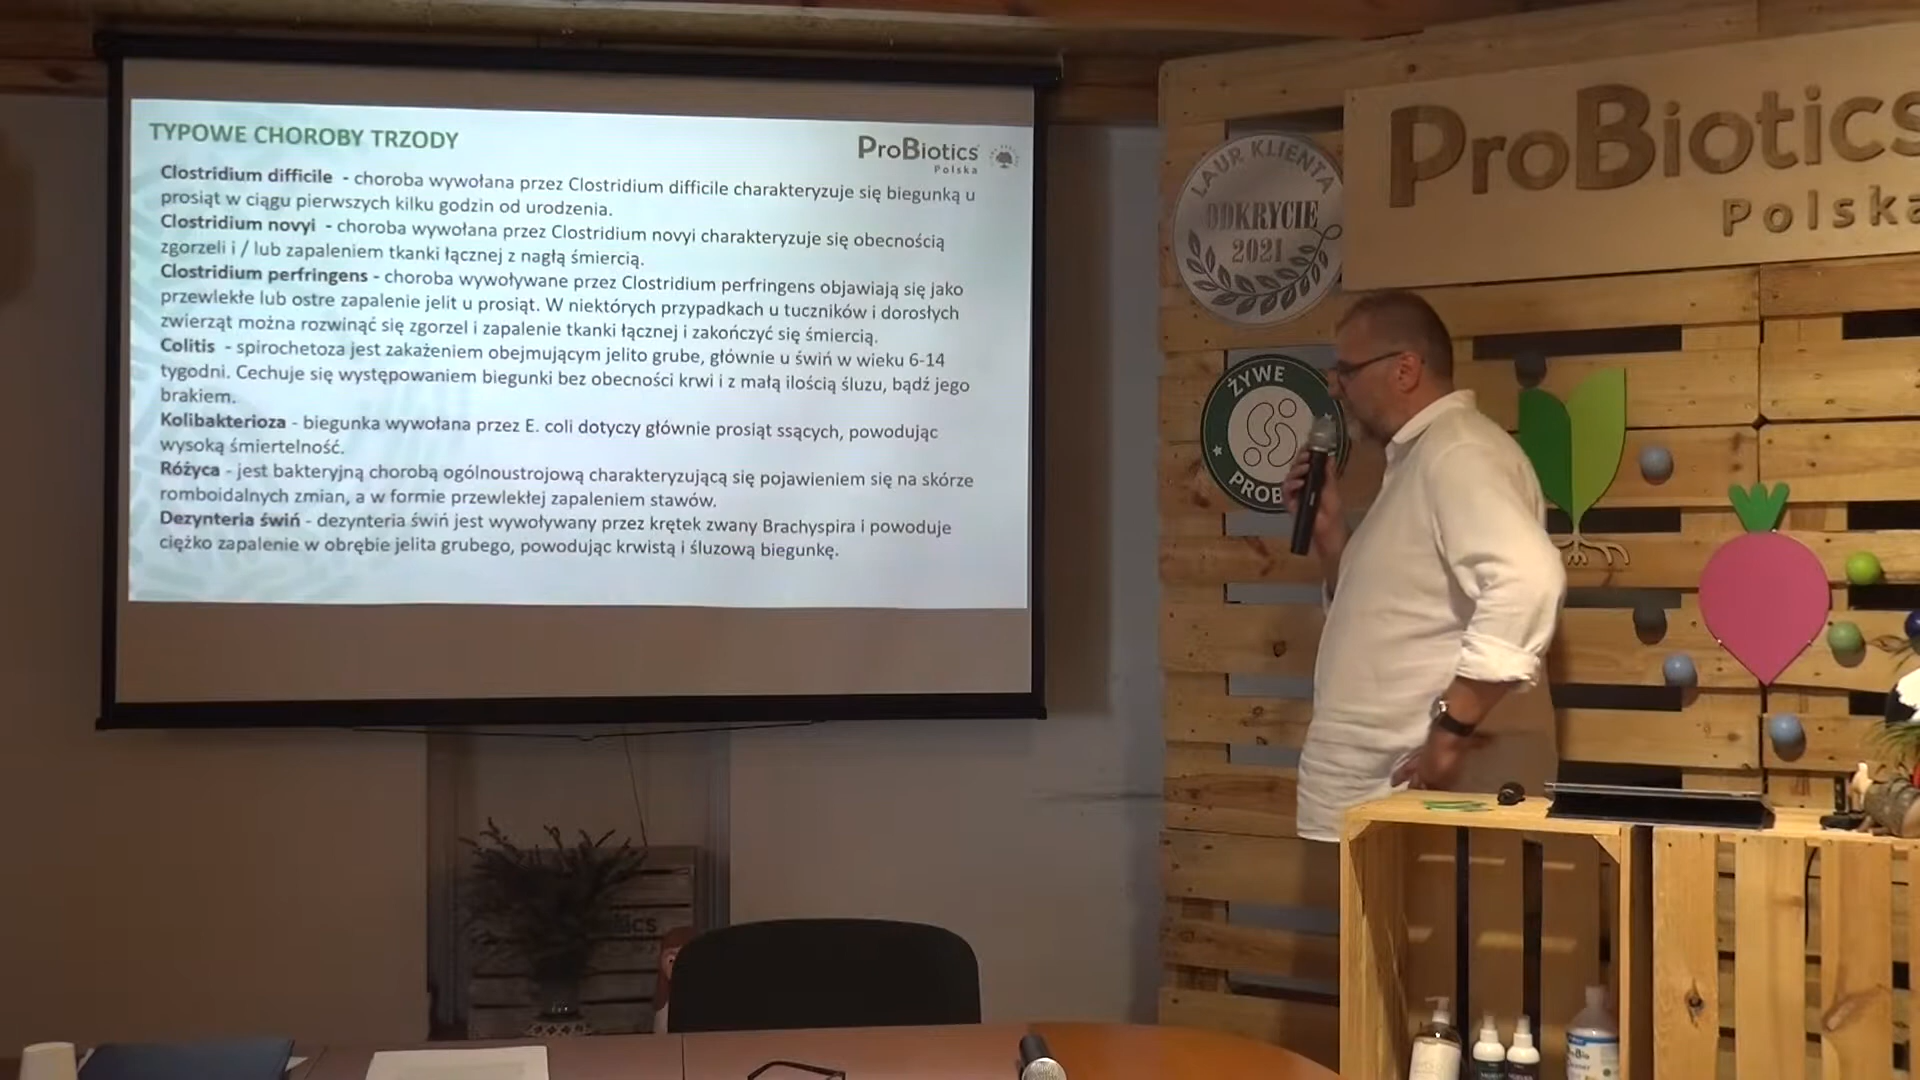 TYPOWE CHOROBY TRZODY
ProBiotics
Polska
Clostridium difficile - choroba wywołana przez Clostridium difficile charakteryzuje się biegunką u
prosiąt w ciągu pierwszych kilku godzin od urodzenia.
Clostridium novyi - choroba wywołana przez Clostridium novyi charakteryzuje się obecnością
zgorzeli i / lub zapaleniem tkanki łącznej z nagłą śmiercią.
Clostridium perfringens - choroba wywoływane przez Clostridium perfringens objawiają się jako
przewlekłe lub ostre zapalenie jelit u prosiąt. W niektórych przypadkach u tuczników i dorosłych
zwierząt można rozwinąć się zgorzel i zapalenie tkanki łącznej i zakończyć się śmiercią.
Colitis - spirochetoza jest zakażeniem obejmującym jelito grube, głównie u świń w wieku 6-14
tygodni. Cechuje się występowaniem biegunki bez obecności krwi i z małą ilością śluzu, bądź jego
brakiem.
Kolibakterioza - biegunka wywołana przez E. coli dotyczy głównie prosiąt ssących, powodując
wysoką śmiertelność.
Różyca - jest bakteryjną chorobą ogólnoustrojową charakteryzującą się pojawieniem się na skórze
romboidalnych zmian, a w formie przewlekłej zapaleniem stawów.
Dezynteria świń - dezynteria świń jest wywoływany przez krętek zwany Brachyspira i powoduje
ciężko zapalenie w obrębie jelita grubego, powodując krwistą i śluzową biegunkę.
LAUR KLIENTA
ODKRYCIE
2021
ProBiotics
Polska
ŻYWE
PROB
ProBio